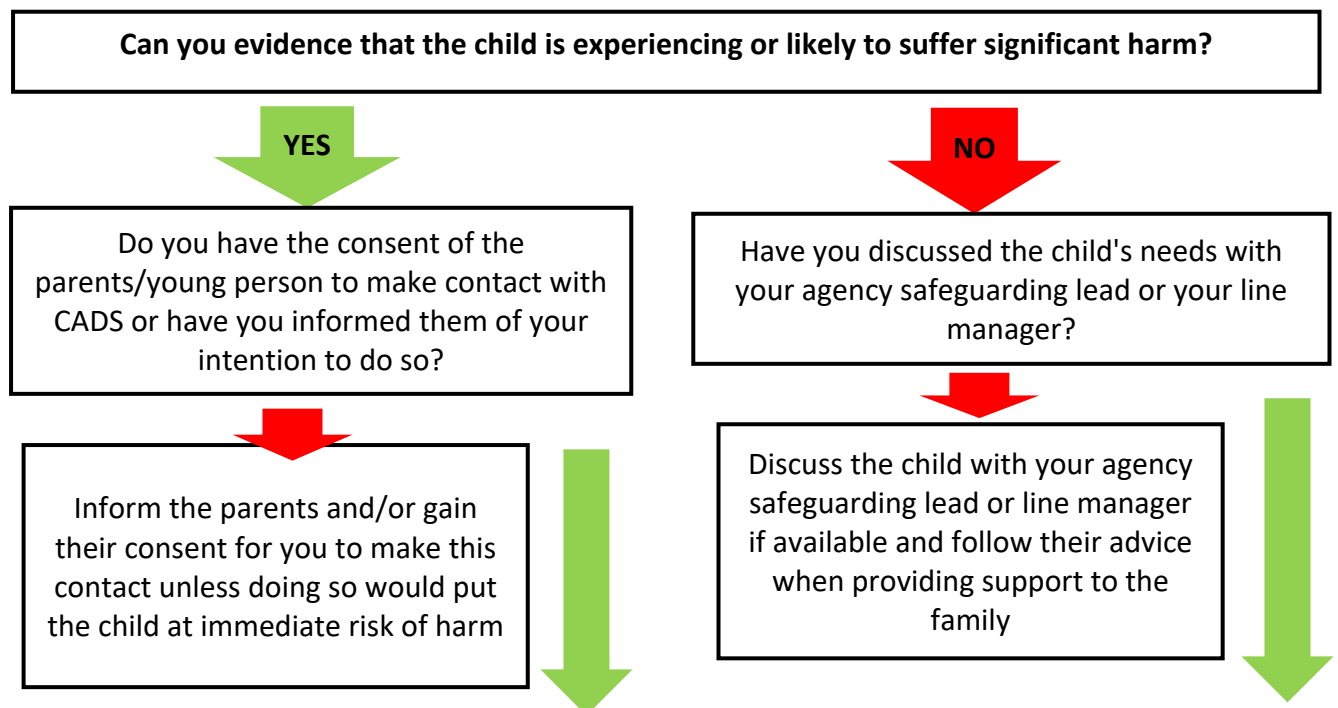 Can you evidence that the child is experiencing or likely to suffer significant harm?
YES
NO
Do you have the consent of the
parents/young person to make contact with
CADS or have you informed them of your
intention to do so?
Have you discussed the child's needs with
your agency safeguarding lead or your line
manager?
Inform the parents and/or gain
their consent for you to make this
contact unless doing so would put
the child at immediate risk of harm
Discuss the child with your agency
safeguarding lead or line manager
if available and follow their advice
when providing support to the
family